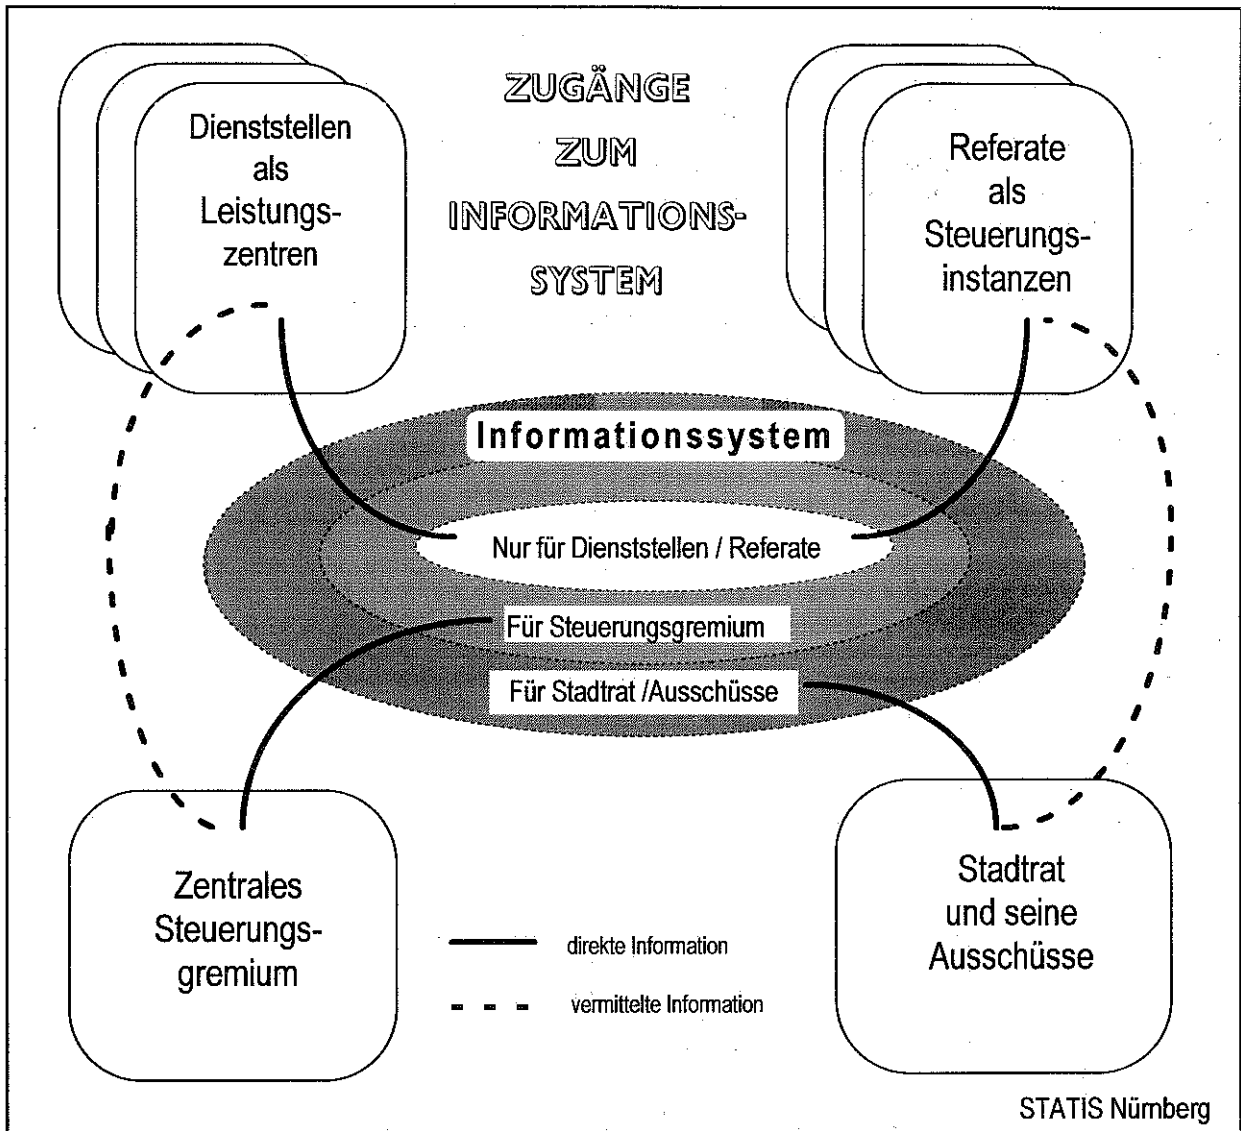 ZUGÄNGE
ZUM
INFORMATIONS-
SYSTEM
Dienststellen
als
Leistungs-
zentren
Referate
als
Steuerungs-
instanzen
Informationssystem
Nur für Dienststellen / Referate
Für Steuerungsgremium
Für Stadtrat /Ausschüsse
Zentrales
Steuerungs-
gremium
Stadtrat
und seine
Ausschüsse
direkte Information
vermittelte Information
STATIS Nürnberg